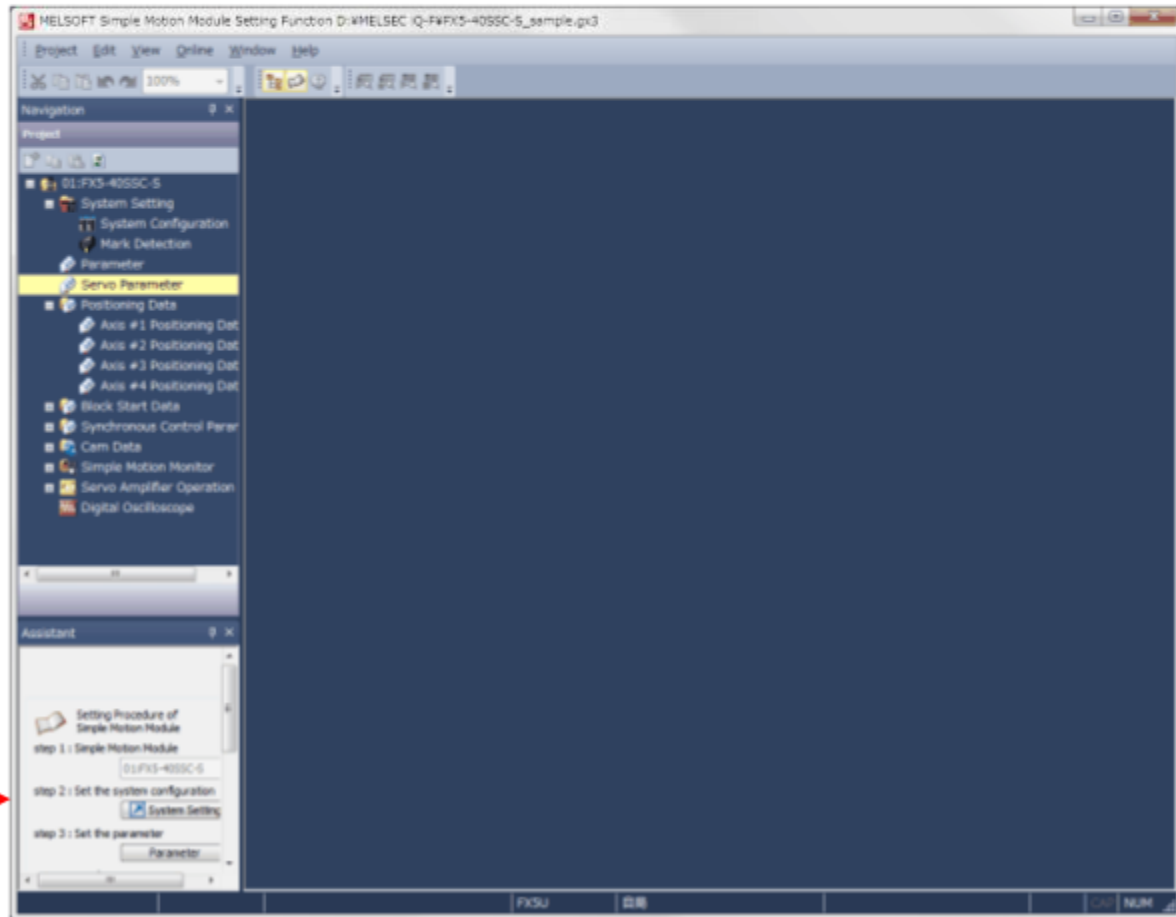 MELSOFT Simple Motion Module Setting Function D:¥MELSEC iQ-F¥FX5-40SSC-S_sample.gx3
Project Edit View Online Window Help
100%
Navigation
Project
01:FX5-40SSC-S
System Setting
System Configuration
Mark Detection
Parameter
Servo Parameter
Positioning Data
Axis #1 Positioning Dat
Axis #2 Positioning Dat
Axis #3 Positioning Dat
Axis #4 Positioning Dat
Block Start Data
Synchronous Control Param
Cam Data
Simple Motion Monitor
Servo Amplifier Operation
Digital Oscilloscope
Assistant
Setting Procedure of
Simple Motion Module
step 1 : Simple Motion Module
01:FX5-40SSC-S
step 2 : Set the system configuration
System Setting
step 3 : Set the parameter
Parameter
FX5U 自局 CAP NUM